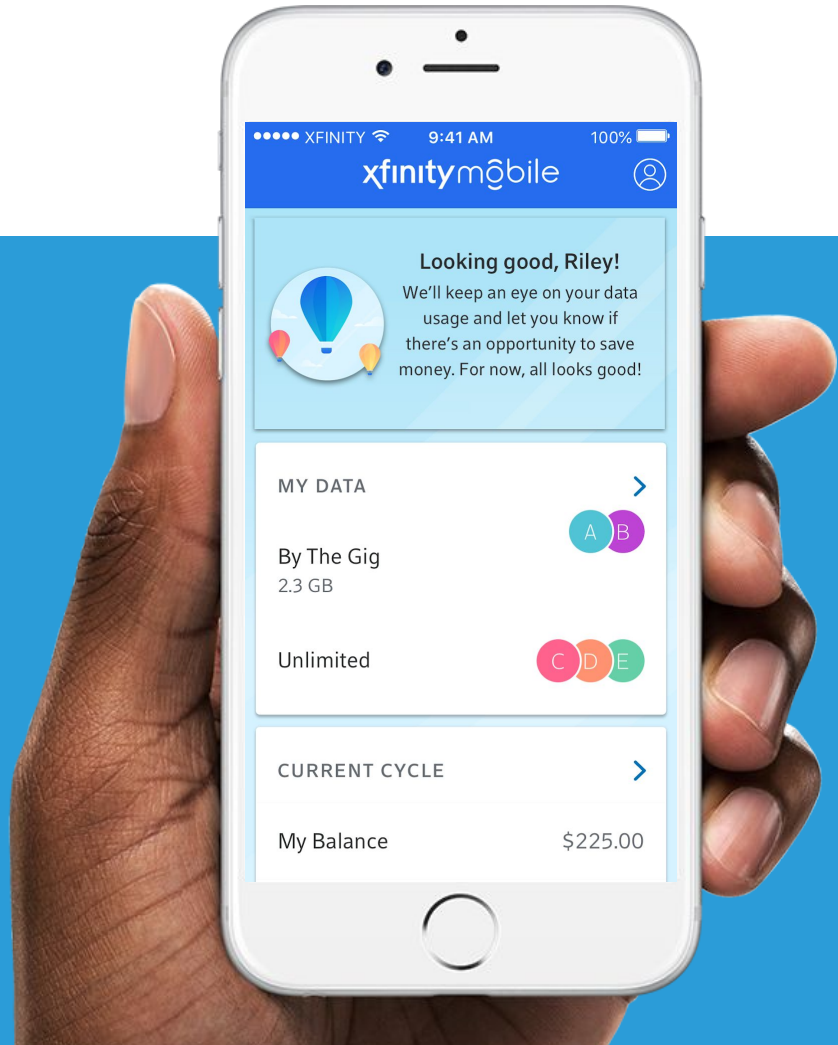 XFINITY 9:41 AM 100%
xfinitymobile
Looking good, Riley!
We’ll keep an eye on your data
usage and let you know if
there’s an opportunity to save
money. For now, all looks good!
MY DATA
A B
By The Gig
2.3 GB
Unlimited
C D E
CURRENT CYCLE
My Balance $225.00